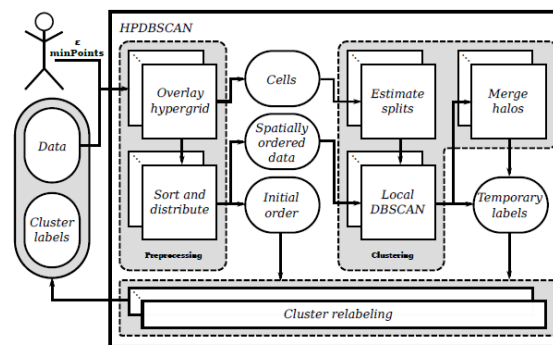 HPDBSCAN
ε
minPoints
Overlay
hypergrid
Cells
Estimate
splits
Merge
halos
Data
Spatially
ordered
data
Sort and
distribute
Initial
order
Local
DBSCAN
Temporary
labels
Cluster
labels
Preprocessing
Clustering
Cluster relabeling